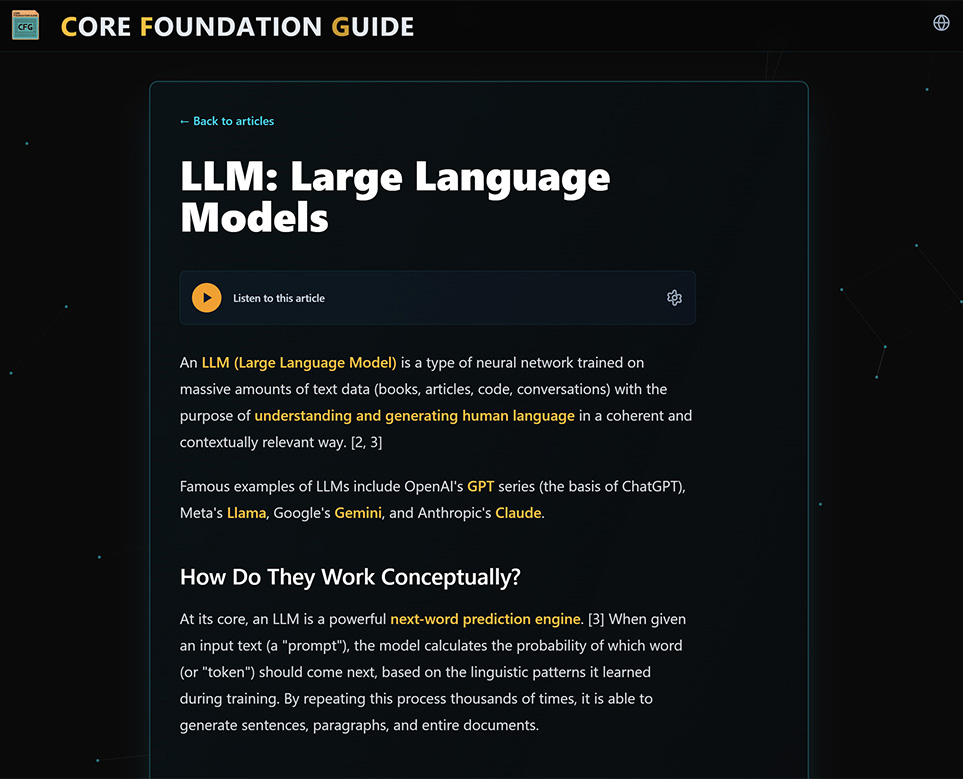 CORE FOUNDATION GUIDE
CFG
← Back to articles
LLM: Large Language
Models
Listen to this article
An LLM (Large Language Model) is a type of neural network trained on
massive amounts of text data (books, articles, code, conversations) with the
purpose of understanding and generating human language in a coherent and
contextually relevant way. [2, 3]
Famous examples of LLMs include OpenAI's GPT series (the basis of ChatGPT),
Meta's Llama, Google's Gemini, and Anthropic's Claude.
How Do They Work Conceptually?
At its core, an LLM is a powerful next-word prediction engine. [3] When given
an input text (a "prompt"), the model calculates the probability of which word
(or "token") should come next, based on the linguistic patterns it learned
during training. By repeating this process thousands of times, it is able to
generate sentences, paragraphs, and entire documents.